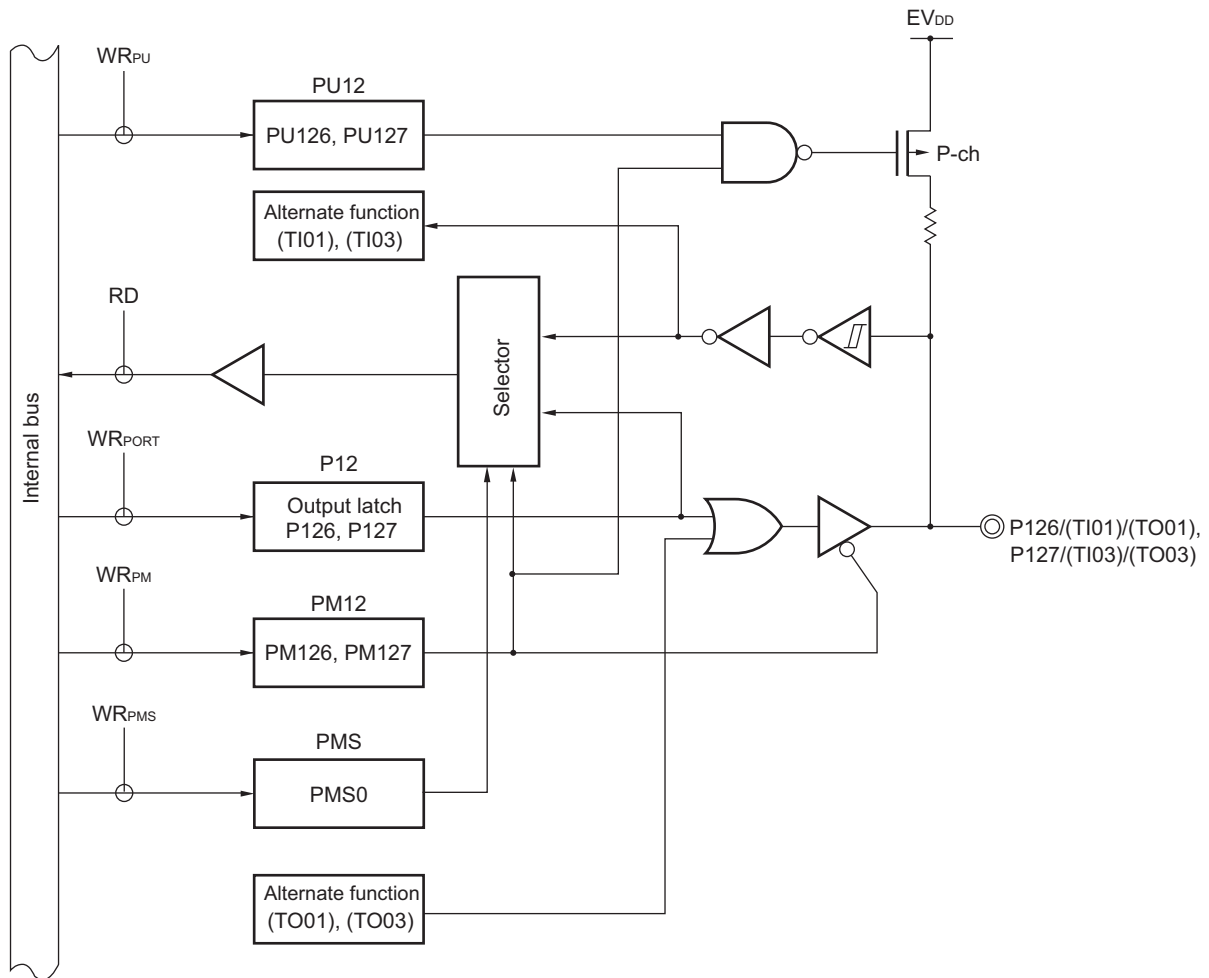 EVDD
WRPU
PU12
PU126, PU127
P-ch
Alternate function
(TI01), (TI03)
RD
Selector
Internal bus
WRPORT
P12
Output latch
P126, P127
P126/(TI01)/(TO01),
P127/(TI03)/(TO03)
WRPM
PM12
PM126, PM127
WRPMS
PMS
PMS0
Alternate function
(TO01), (TO03)